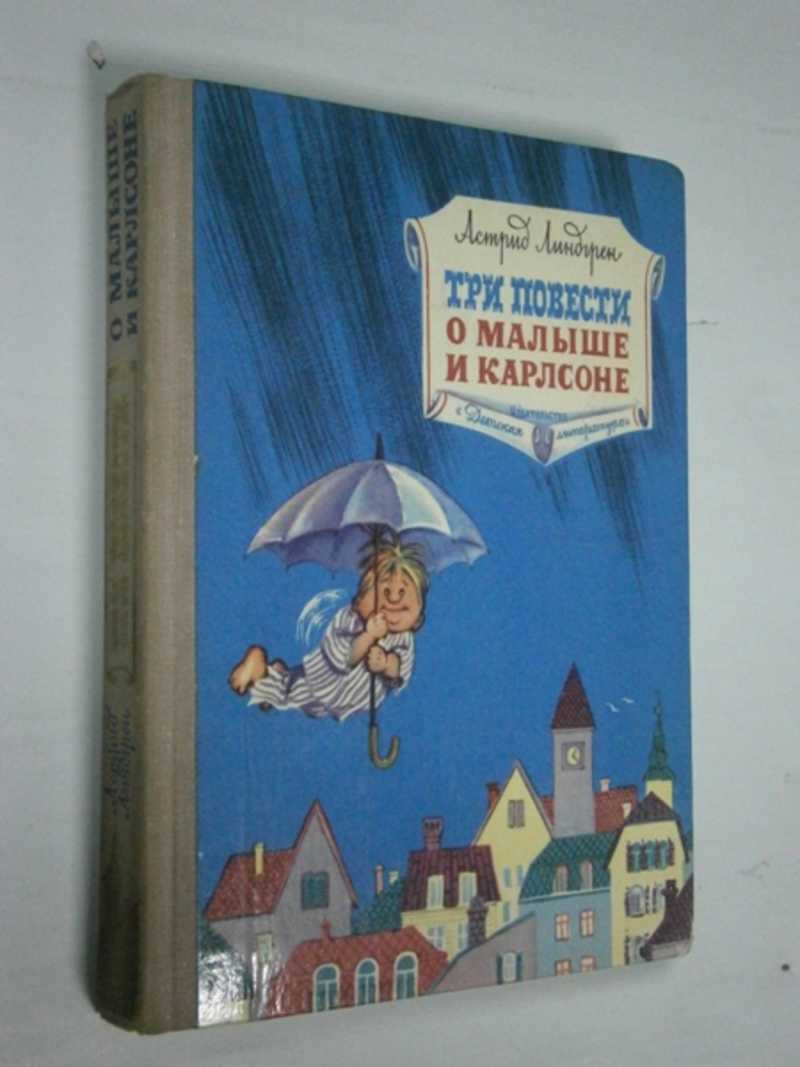 Астрид Линдгрен
ТРИ ПОВЕСТИ
О МАЛЫШЕ
И КАРЛСОНЕ
Издательство
«Детская литература»
О МАЛЫШЕ
И КАРЛСОНЕ
Астрид
Линдгрен